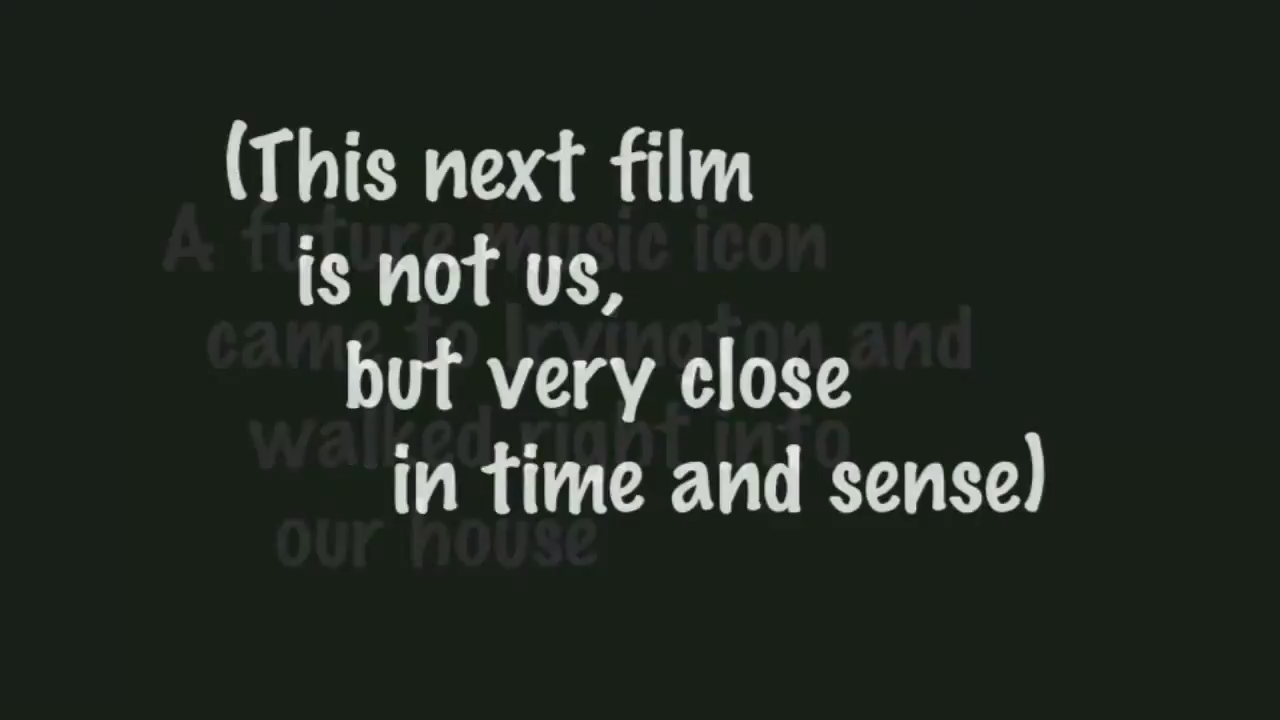 (This next film
is not us,
but very close
in time and sense)
A future music icon
came to Irvington and
walked right into
our house